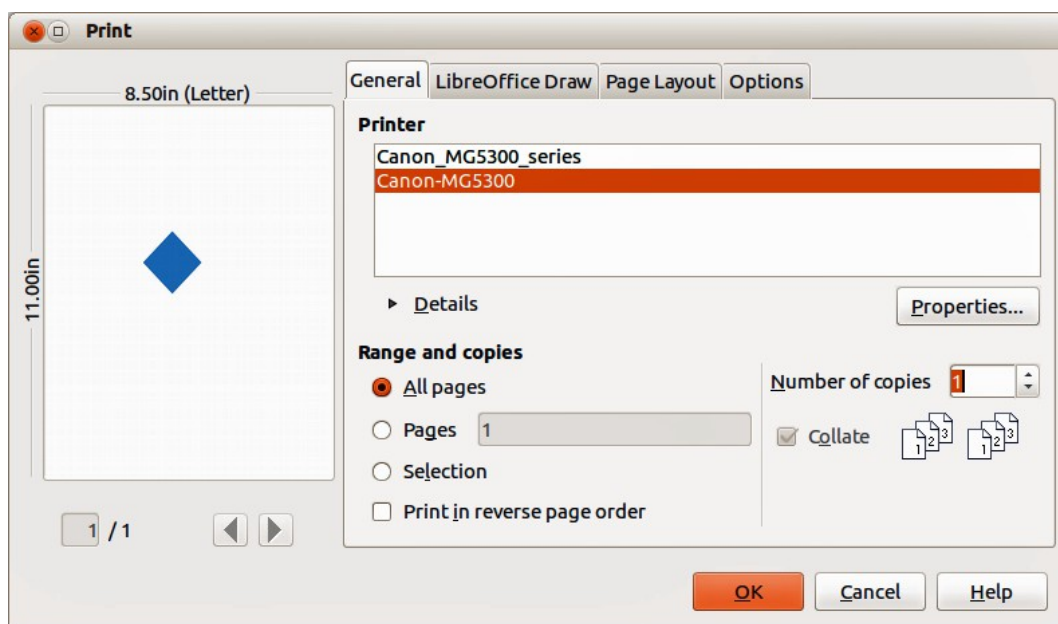 Print
8.50in (Letter)
11.00in
1 / 1
General LibreOffice Draw Page Layout Options
Printer
Canon_MG5300_series
Canon-MG5300
Details
Properties...
Range and copies
All pages
Pages 1
Selection
Print in reverse page order
Number of copies 1
Collate 1 2 3 1 2 3
OK Cancel Help